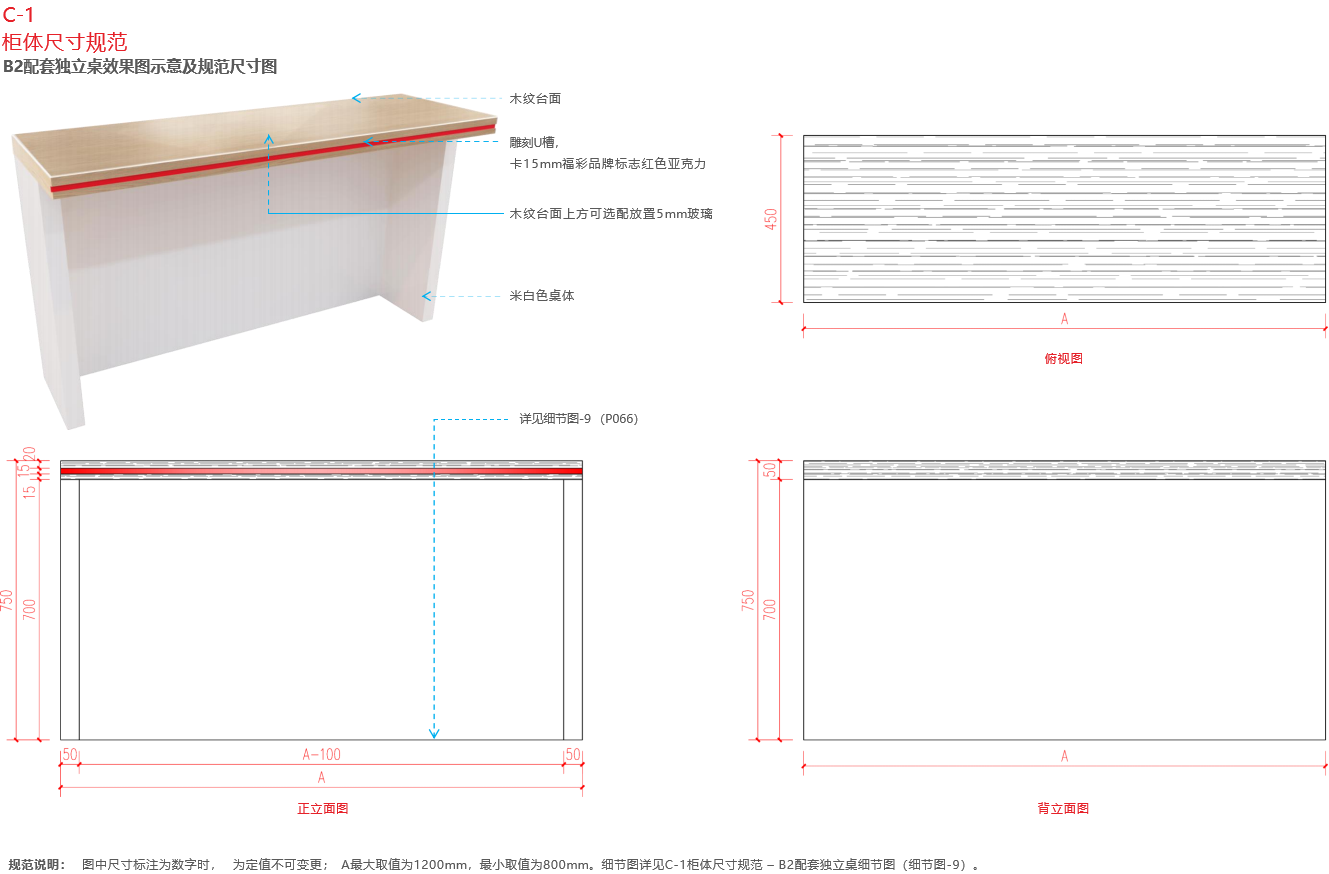 C-1
柜体尺寸规范
B2配套独立桌效果图示意及规范尺寸图
木纹台面
雕刻U槽,
卡15mm福彩品牌标志红色亚克力
木纹台面上方可选配放置5mm玻璃
米白色桌体
450
A
俯视图
详见细节图-9（P066）
20
15
15
750
700
50
A-100
50
A
正立面图
50
750
700
A
背立面图
规范说明： 图中尺寸标注为数字时， 为定值不可变更； A最大取值为1200mm，最小取值为800mm。细节图详见C-1柜体尺寸规范 – B2配套独立桌细节图（细节图-9）。